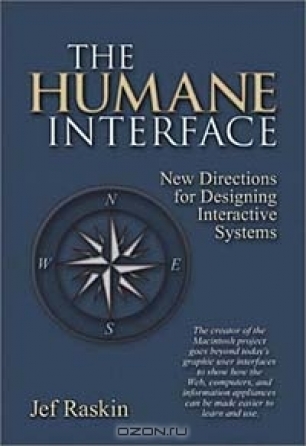 THE
HUMANE
INTERFACE
New Directions
for Designing
Interactive
Systems
N
W
E
S
The creator of the
Macintosh project
goes beyond today's
graphic user interfaces
to show how the
Web, computers, and
information appliances
can be made easier to
learn and use.
Jef Raskin
OZON.ru